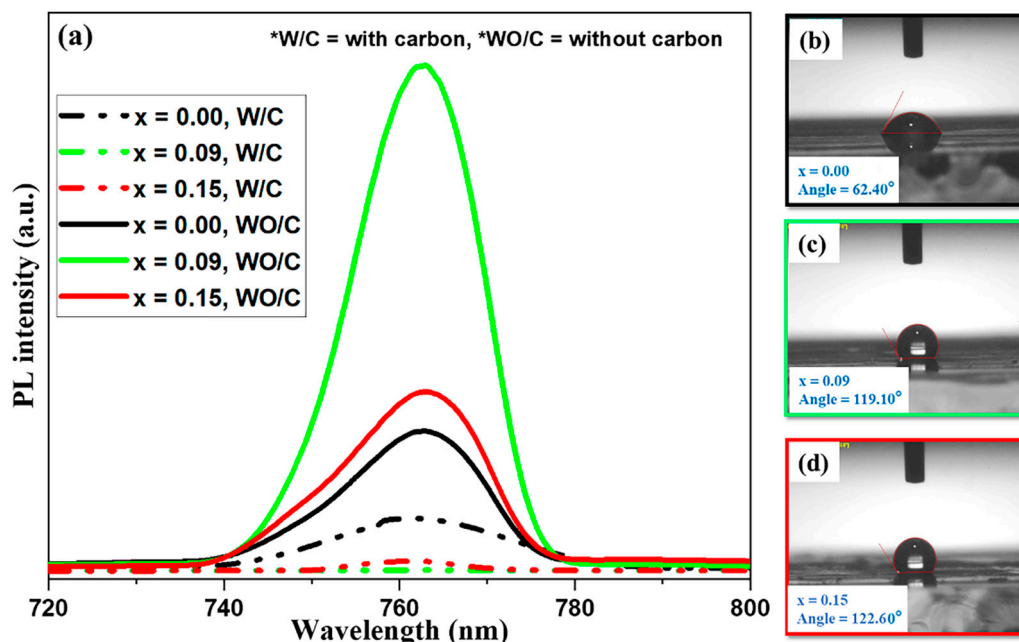 (a)
*W/C = with carbon, *WO/C = without carbon
x = 0.00, W/C
x = 0.09, W/C
x = 0.15, W/C
x = 0.00, WO/C
x = 0.09, WO/C
x = 0.15, WO/C
PL intensity (a.u.)
720 740 760 780 800
Wavelength (nm)
(b)
x = 0.00
Angle = 62.40°
(c)
x = 0.09
Angle = 119.10°
(d)
x = 0.15
Angle = 122.60°